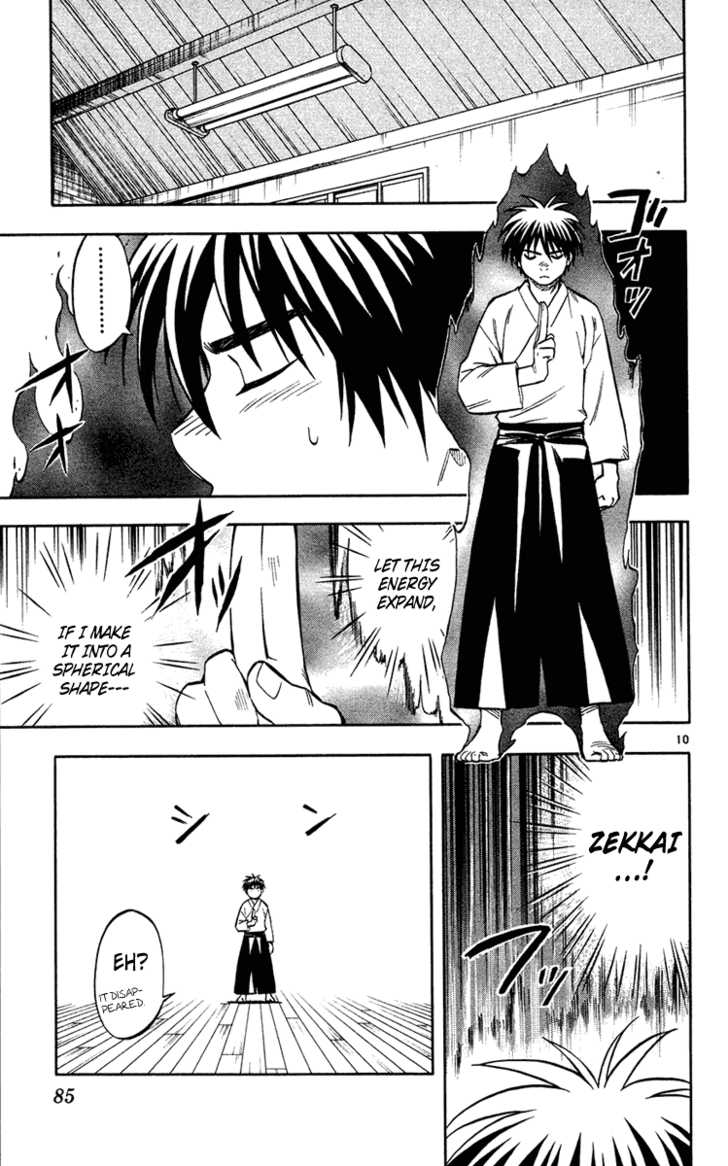 ゴオッ
.........
LET THIS
ENERGY
EXPAND,
オオ
IF I MAKE
IT INTO A
SPHERICAL
SHAPE---
10
ZEKKAI
...!
フッ
シン
EH?
IT DISAP-
PEARED.
85